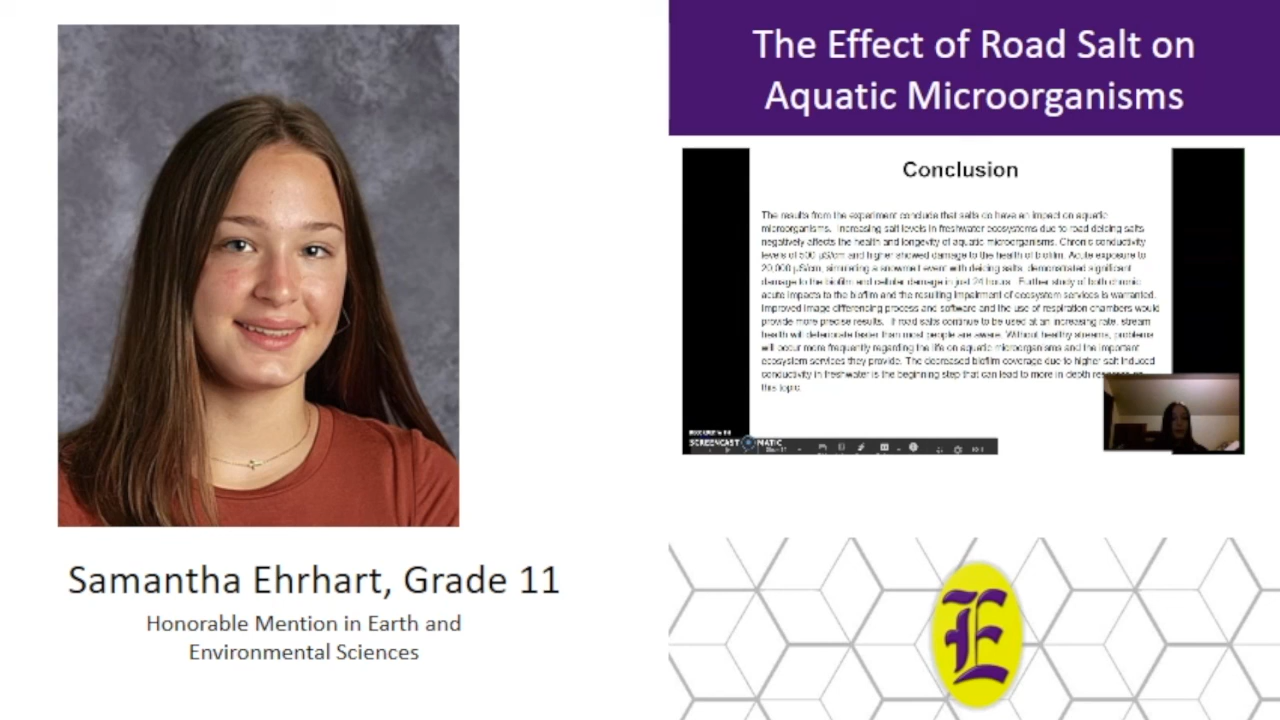 The Effect of Road Salt on
Aquatic Microorganisms
Conclusion
The results from the experiment conclude that salts do have an impact on aquatic
microorganisms. Increasing salt levels in freshwater ecosystems due to road deicing salts
negatively affects the health and longevity of aquatic microorganisms. Chronic conductivity
levels of 500 µS/cm and higher showed damage to the health of biofilm. Acute exposure to
20,000 µS/cm, simulating a snowmelt event with deicing salts, demonstrated significant
damage to the biofilm and cellular damage in just 24 hours. Further study of both chronic
acute impacts to the biofilm and the resulting impairment of ecosystem services is warranted.
Improved image differencing process and software and the use of respiration chambers would
provide more precise results. If road salts continue to be used at an increasing rate, stream
health will deteriorate faster than most people are aware. Without healthy streams, problems
will occur more frequently regarding the life on aquatic microorganisms and the important
ecosystem services they provide. The decreased biofilm coverage due to higher salt induced
conductivity in freshwater is the beginning step that can lead to more in depth
this topic.
SCREENCAST MATIC
Samantha Ehrhart, Grade 11
Honorable Mention in Earth and
Environmental Sciences
E